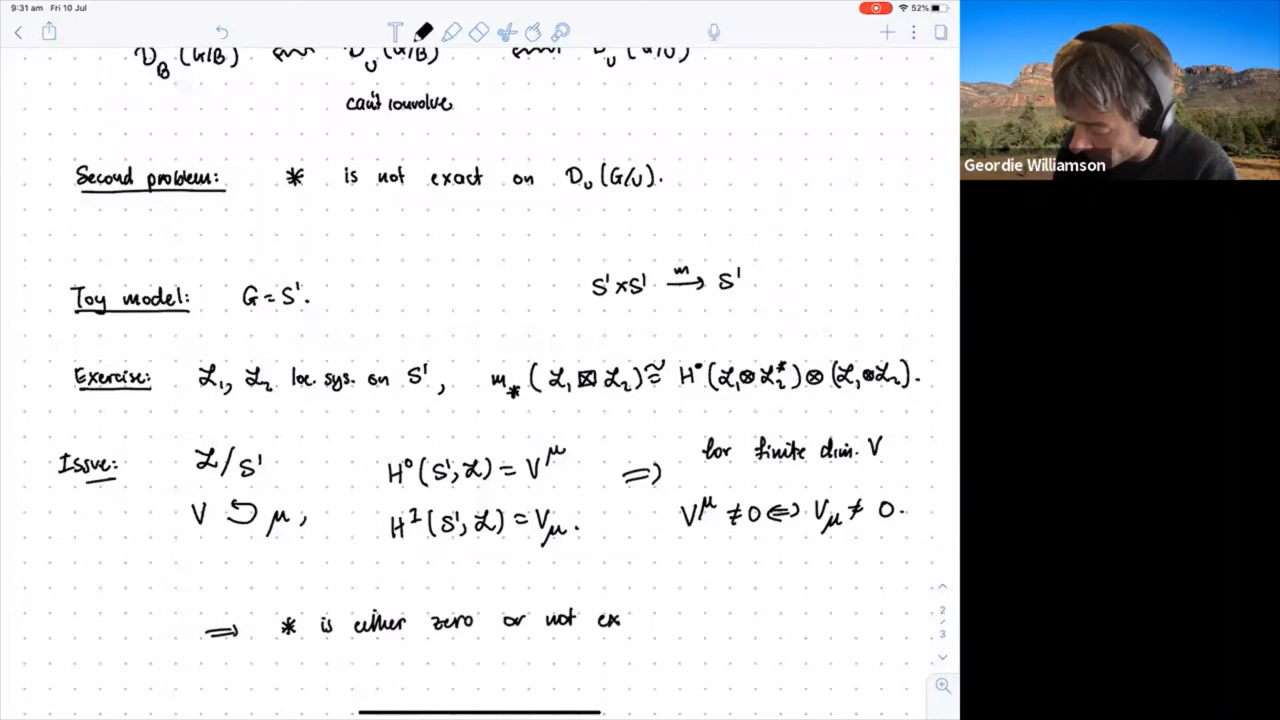 9:31 am Fri 10 Jul
52%
D_B (G/B) D_U (G/B) D_U (G/U)
can't convolve
Second problem: * is not exact on D_U (G/U).
S¹×S¹ →^m S¹
Toy model: G = S¹.
Exercise: ℒ₁, ℒ₂ loc. sys. on S¹, m_* (ℒ₁ ⊠ ℒ₂) ≅ H•(ℒ₁⊗ℒ₂*) ⊗ (ℒ₁⊗ℒ₂).
for finite dim. V
Issue: ℒ/S¹ H⁰(S¹, ℒ) = V^μ ⟹
V ↺ μ, H¹(S¹, ℒ) = V_μ. V^μ ≠ 0 ⟺ V_μ ≠ 0.
⟹ * is either zero or not ex
2
/
3
Geordie Williamson